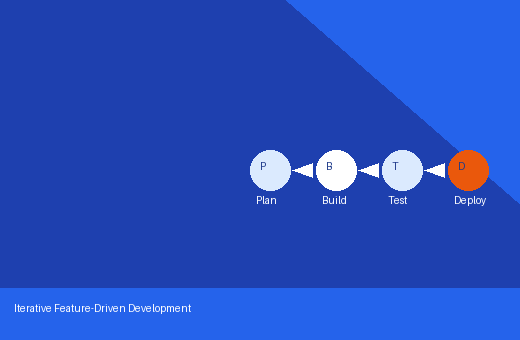 P B T D
Plan Build Test Deploy
Iterative Feature-Driven Development